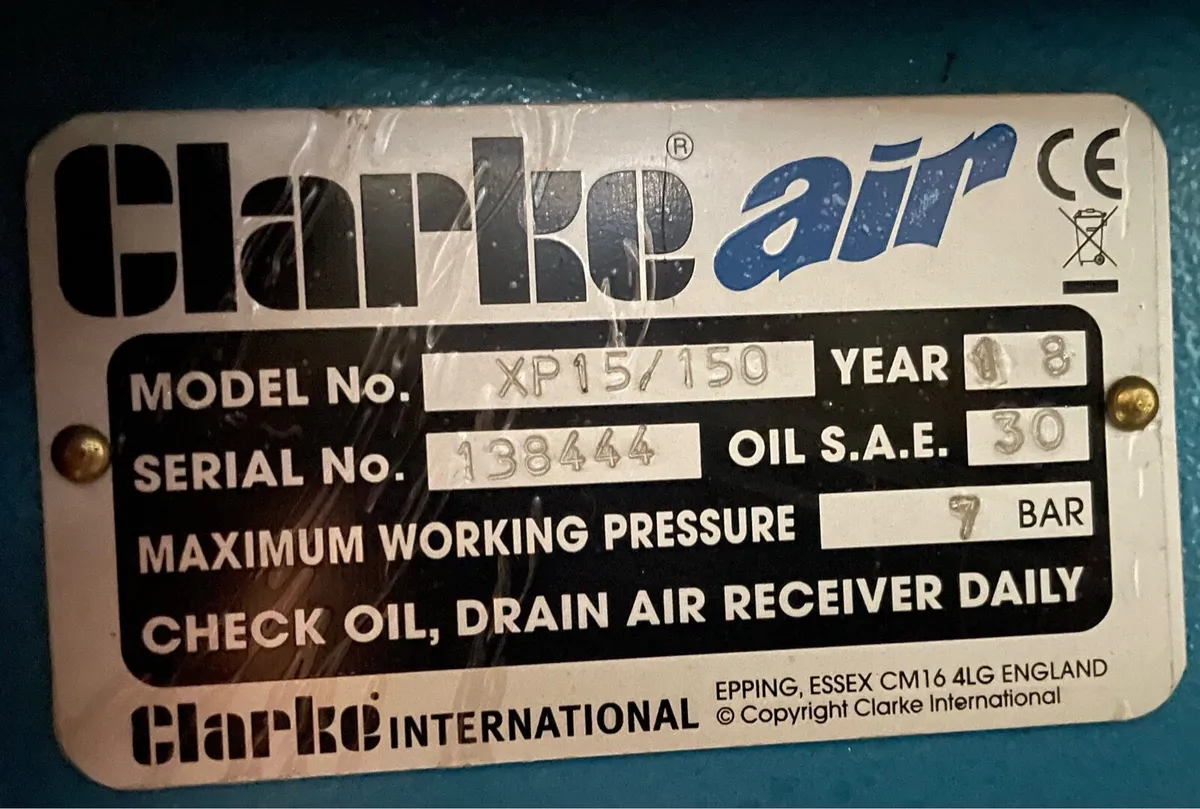 Clarke® air CE
MODEL No. XP15/150 YEAR 18
SERIAL No. 138444 OIL S.A.E. 30
MAXIMUM WORKING PRESSURE 7 BAR
CHECK OIL, DRAIN AIR RECEIVER DAILY
Clarke INTERNATIONAL
EPPING, ESSEX CM16 4LG ENGLAND
© Copyright Clarke International